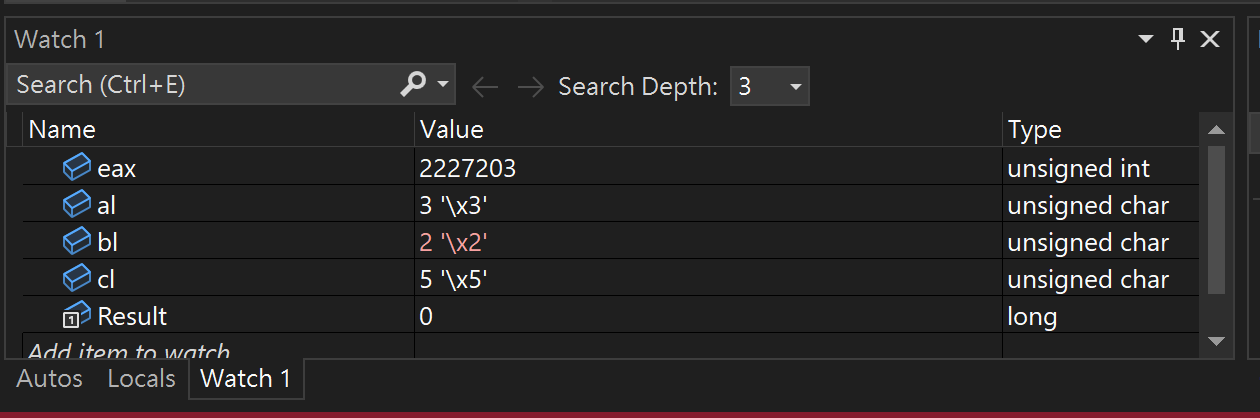 Watch 1
Search (Ctrl+E) Search Depth: 3
Name Value Type
eax 2227203 unsigned int
al 3 '\x3' unsigned char
bl 2 '\x2' unsigned char
cl 5 '\x5' unsigned char
1 Result 0 long
Add item to watch
Autos Locals Watch 1